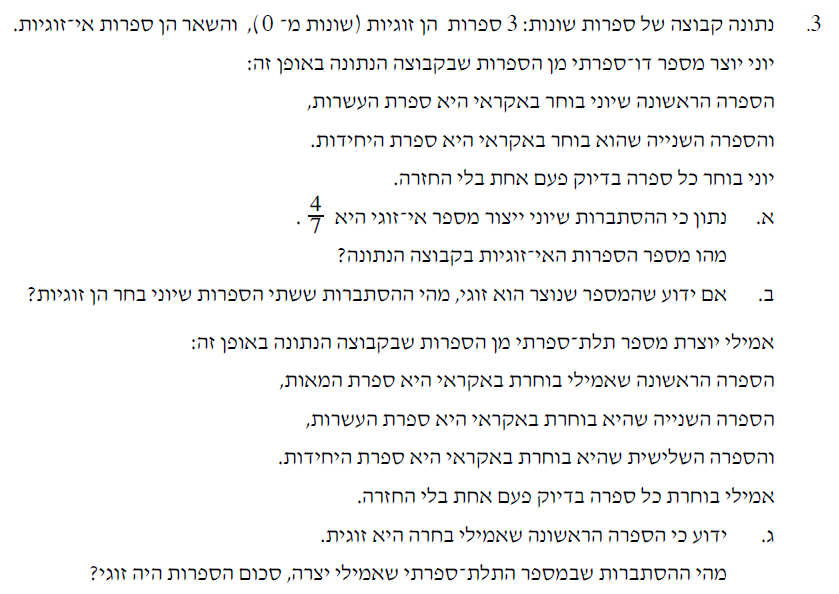 3. נתונה קבוצה של ספרות שונות: 3 ספרות הן זוגיות (שונות מ־ 0), והשאר הן ספרות אי־זוגיות.
יוני יוצר מספר דו־ספרתי מן הספרות שבקבוצה הנתונה באופן זה:
הספרה הראשונה שיוני בוחר באקראי היא ספרת העשרות,
והספרה השנייה שהוא בוחר באקראי היא ספרת היחידות.
יוני בוחר כל ספרה בדיוק פעם אחת בלי החזרה.
א. נתון כי ההסתברות שיוני ייצור מספר אי־זוגי היא 4/7 .
מהו מספר הספרות האי־זוגיות בקבוצה הנתונה?
ב. אם ידוע שהמספר שנוצר הוא זוגי, מהי ההסתברות ששתי הספרות שיוני בחר הן זוגיות?
אמילי יוצרת מספר תלת־ספרתי מן הספרות שבקבוצה הנתונה באופן זה:
הספרה הראשונה שאמילי בוחרת באקראי היא ספרת המאות,
הספרה השנייה שהיא בוחרת באקראי היא ספרת העשרות,
והספרה השלישית שהיא בוחרת באקראי היא ספרת היחידות.
אמילי בוחרת כל ספרה בדיוק פעם אחת בלי החזרה.
ג. ידוע כי הספרה הראשונה שאמילי בחרה היא זוגית.
מהי ההסתברות שבמספר התלת־ספרתי שאמילי יצרה, סכום הספרות היה זוגי?